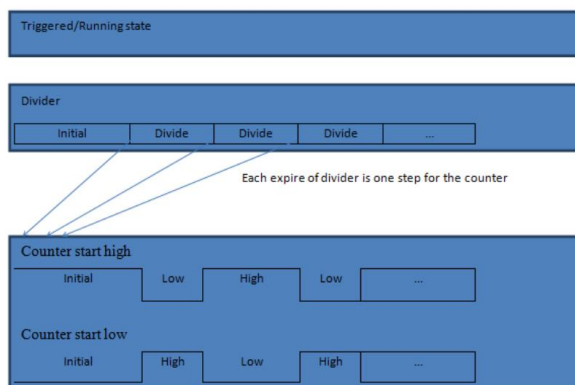 Triggered/Running state
Divider
Initial Divide Divide Divide ...
Each expire of divider is one step for the counter
Counter start high
Initial Low High Low ...
Counter start low
Initial High Low High ...